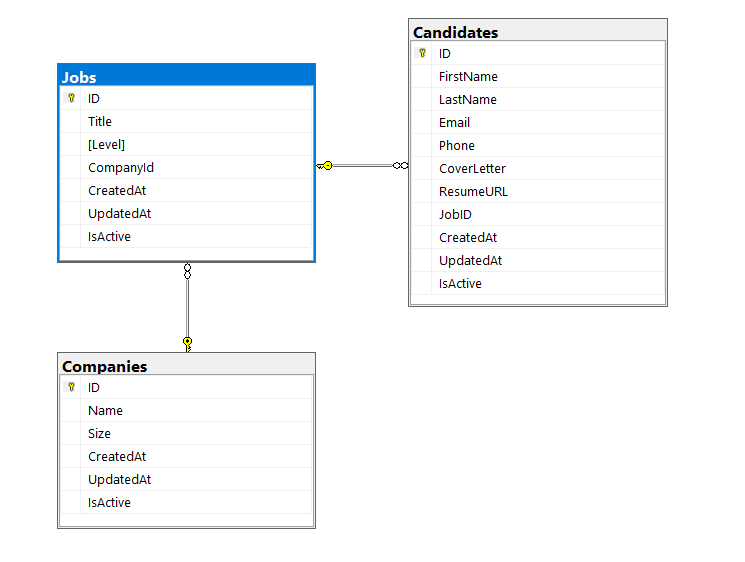 Jobs
ID
Title
[Level]
CompanyId
CreatedAt
UpdatedAt
IsActive
Candidates
ID
FirstName
LastName
Email
Phone
CoverLetter
ResumeURL
JobID
CreatedAt
UpdatedAt
IsActive
Companies
ID
Name
Size
CreatedAt
UpdatedAt
IsActive